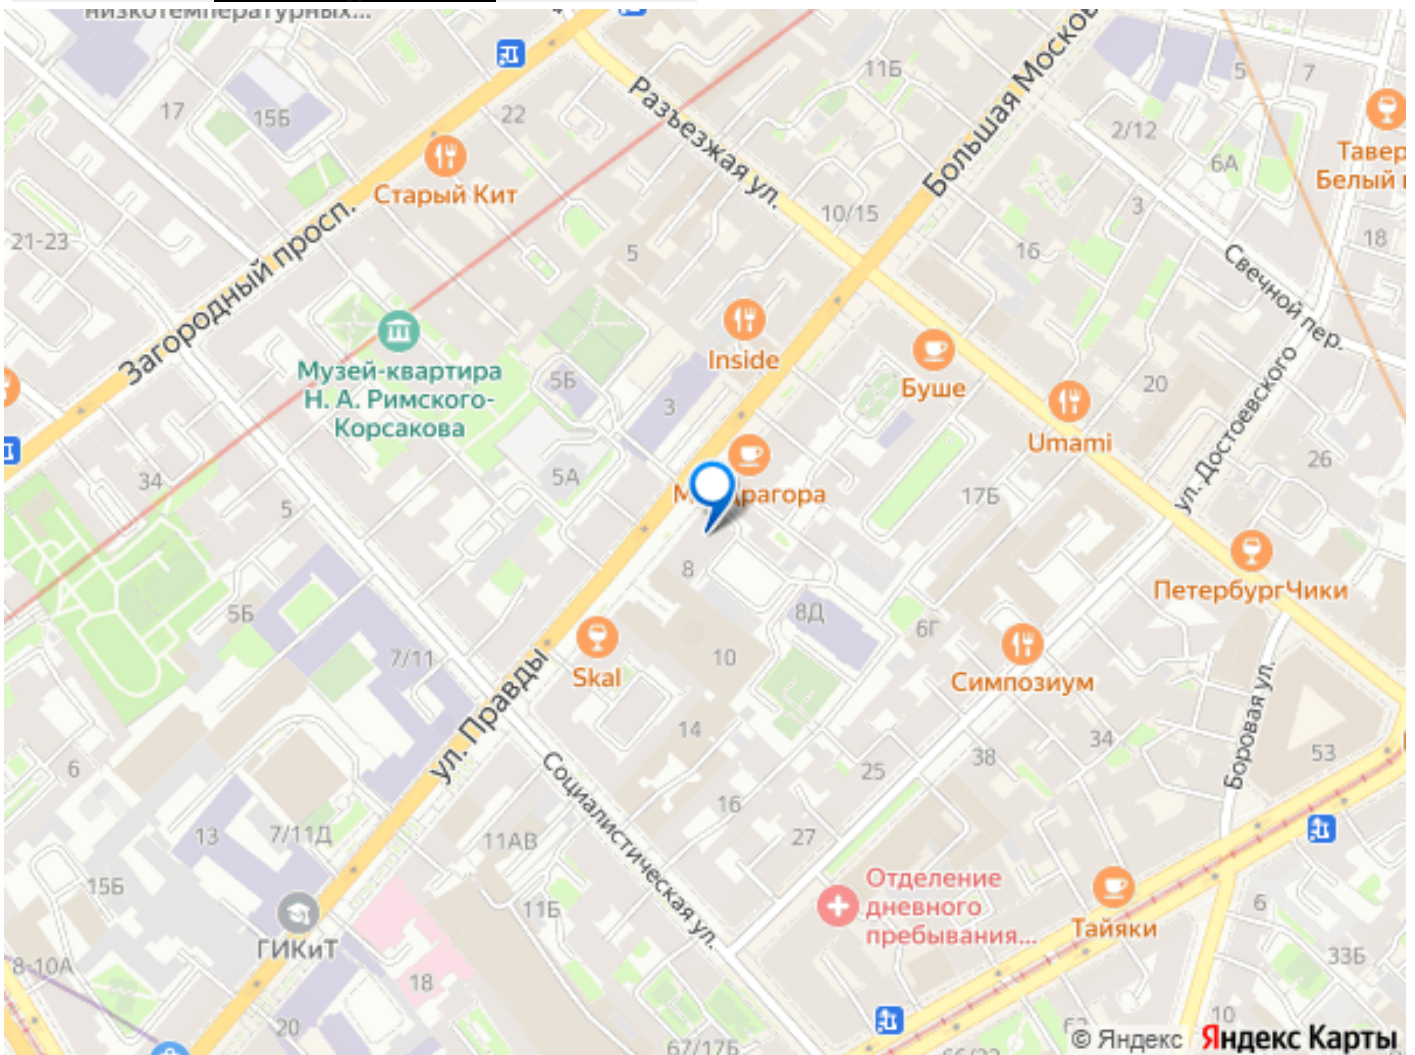 низкотемпературных...
17
15Б
22
11Б
Большая Москов
5
7
2/12
6А
Тавер
Белый
Разъезжая ул.
Старый Кит
21-23
Загородный просп.
5
10/15
16
3
18
Свечной пер.
Музей-квартира
Н. А. Римского-
Корсакова
Inside
5Б
3
Буше
Umami
20
ул. Достоевского
26
34
5
5А
17Б
8
ПетербургЧики
5Б
7/11
Skal
8Д
6Г
10
Симпозиум
ул. Правды
14
6
Социалистическая ул.
25
38
34
Боровая ул.
53
13
7/11Д
11АВ
16
27
15Б
11Б
Отделение
дневного
пребывания...
Тайяки
6
ГИКиТ
8-10А
18
33Б
20
10
67/17Б
© Яндекс Яндекс Карты